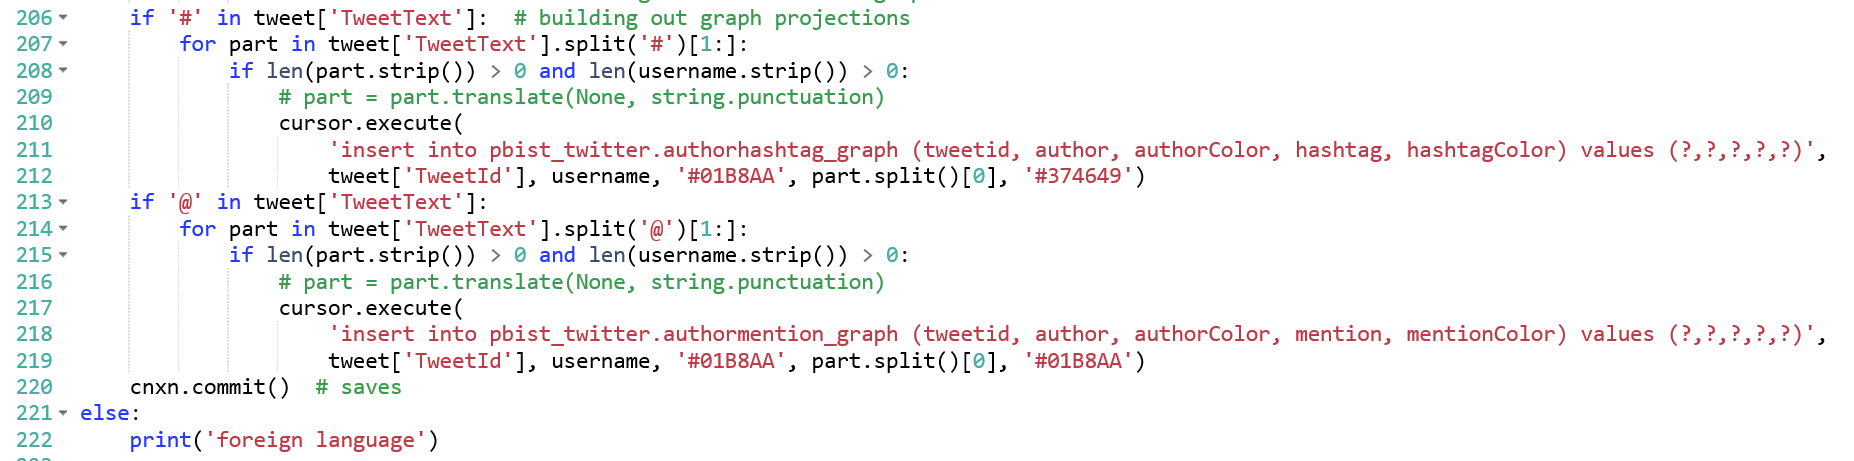 206 if '#' in tweet['TweetText']:  # building out graph projections
207 for part in tweet['TweetText'].split('#')[1:]:
208 if len(part.strip()) > 0 and len(username.strip()) > 0:
209 # part = part.translate(None, string.punctuation)
210 cursor.execute(
211 'insert into pbist_twitter.authorhashtag_graph (tweetid, author, authorColor, hashtag, hashtagColor) values (?,?,?,?,?)',
212 tweet['TweetId'], username, '#01B8AA', part.split()[0], '#374649')
213 if '@' in tweet['TweetText']:
214 for part in tweet['TweetText'].split('@')[1:]:
215 if len(part.strip()) > 0 and len(username.strip()) > 0:
216 # part = part.translate(None, string.punctuation)
217 cursor.execute(
218 'insert into pbist_twitter.authormention_graph (tweetid, author, authorColor, mention, mentionColor) values (?,?,?,?,?)',
219 tweet['TweetId'], username, '#01B8AA', part.split()[0], '#01B8AA')
220 cnxn.commit()  # saves
221 else:
222 print('foreign language')